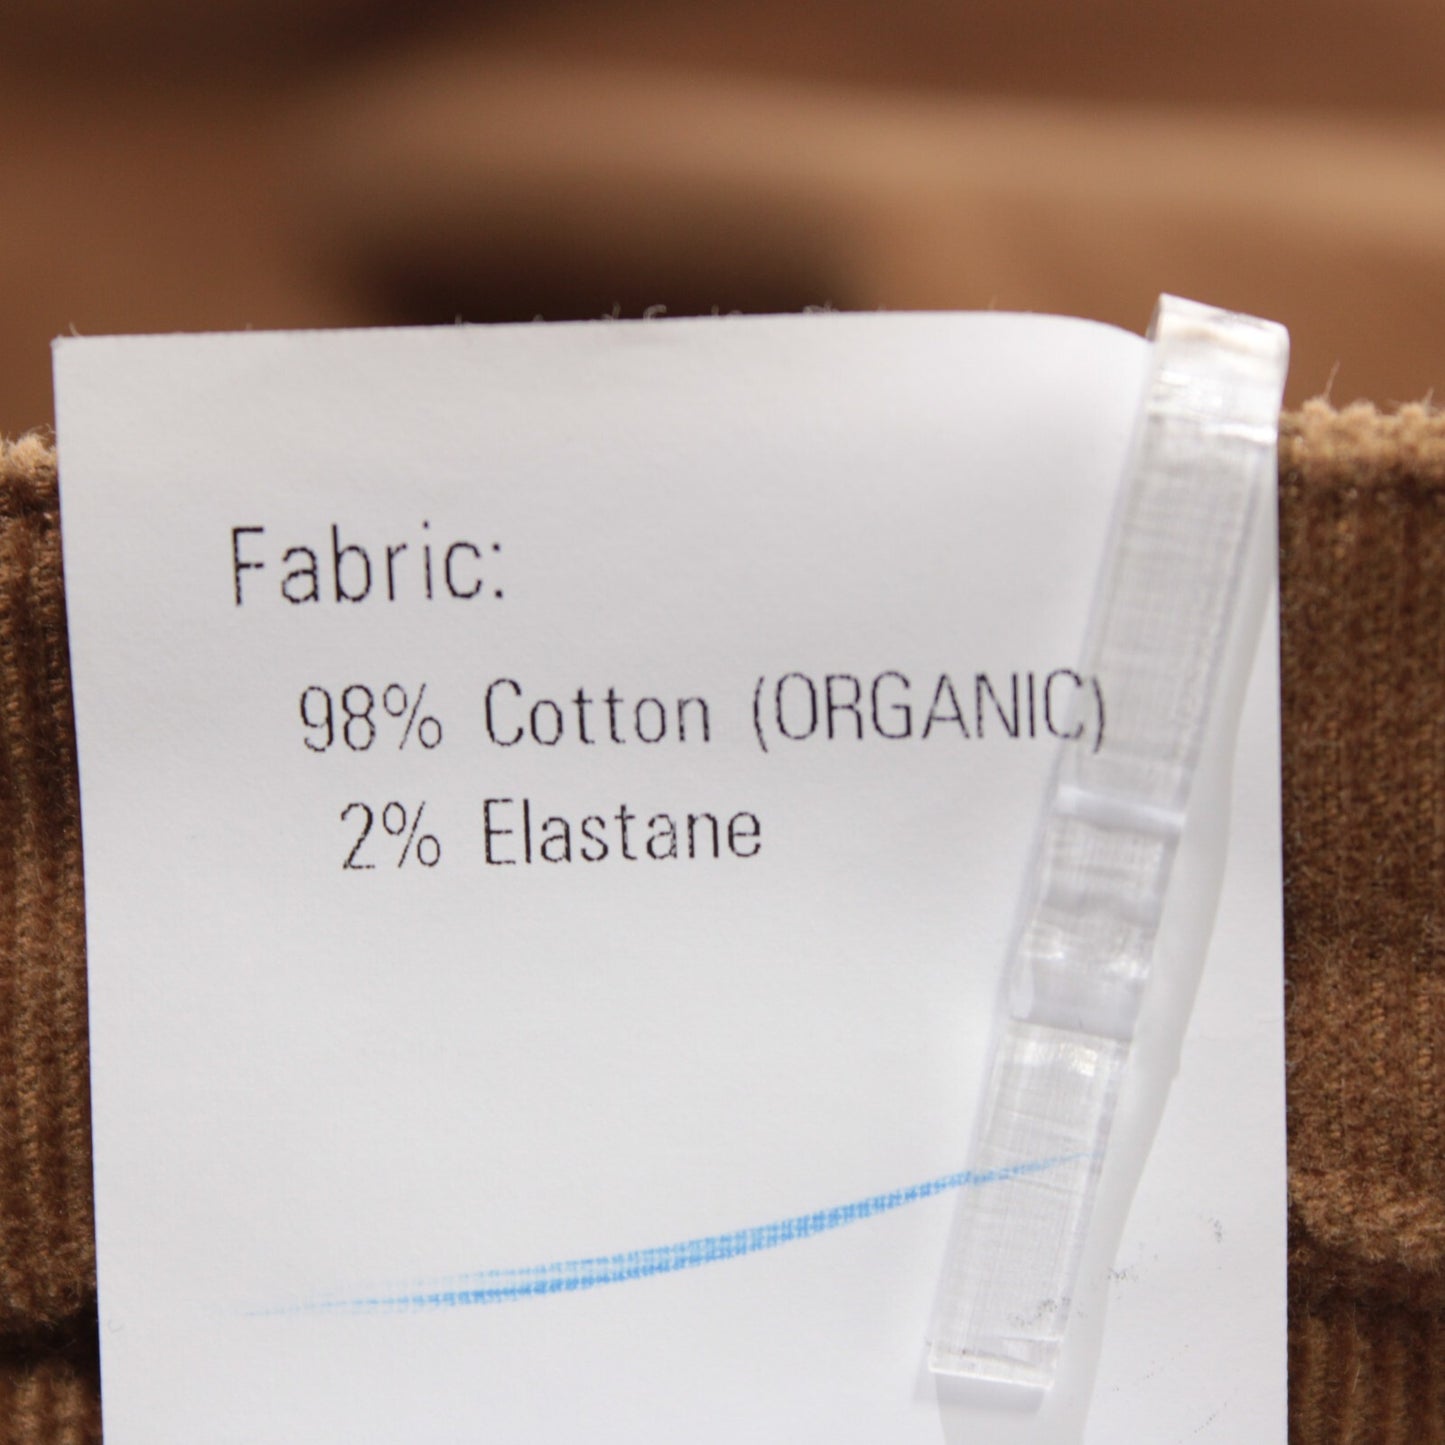 Fabric:
98% Cotton (ORGANIC)
2% Elastane